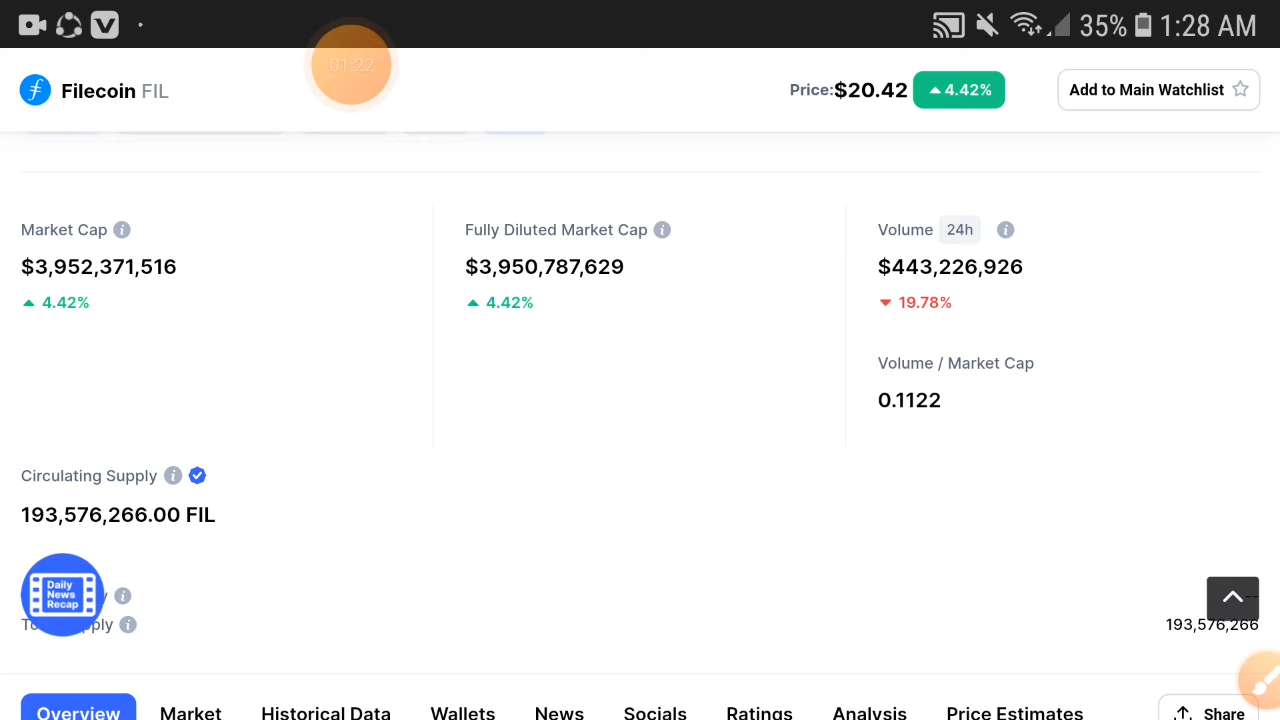 35% 1:28 AM
01:22
Filecoin FIL
Price:$20.42 4.42%
Add to Main Watchlist
Market Cap
$3,952,371,516
4.42%
Fully Diluted Market Cap
$3,950,787,629
4.42%
Volume 24h
$443,226,926
19.78%
Volume / Market Cap
0.1122
Circulating Supply
193,576,266.00 FIL
Daily
News
Recap
--
193,576,266
Overview Market Historical Data Wallets News Socials Ratings Analysis Price Estimates Share